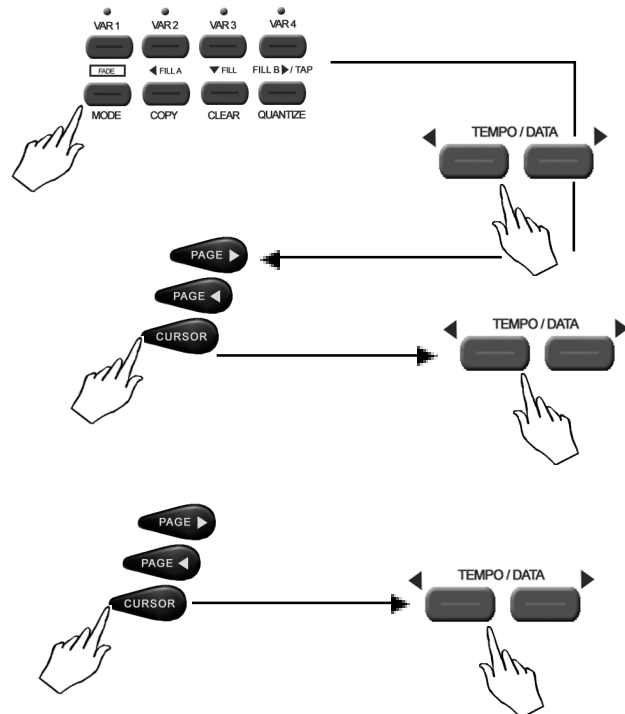 VAR 1 VAR 2 VAR 3 VAR 4
FADE ◀ FILL A ▼ FILL FILL B ▶ / TAP
MODE COPY CLEAR QUANTIZE
◀ TEMPO / DATA ▶
PAGE ▶
PAGE ◀
CURSOR
◀ TEMPO / DATA ▶
PAGE ▶
PAGE ◀
CURSOR
◀ TEMPO / DATA ▶